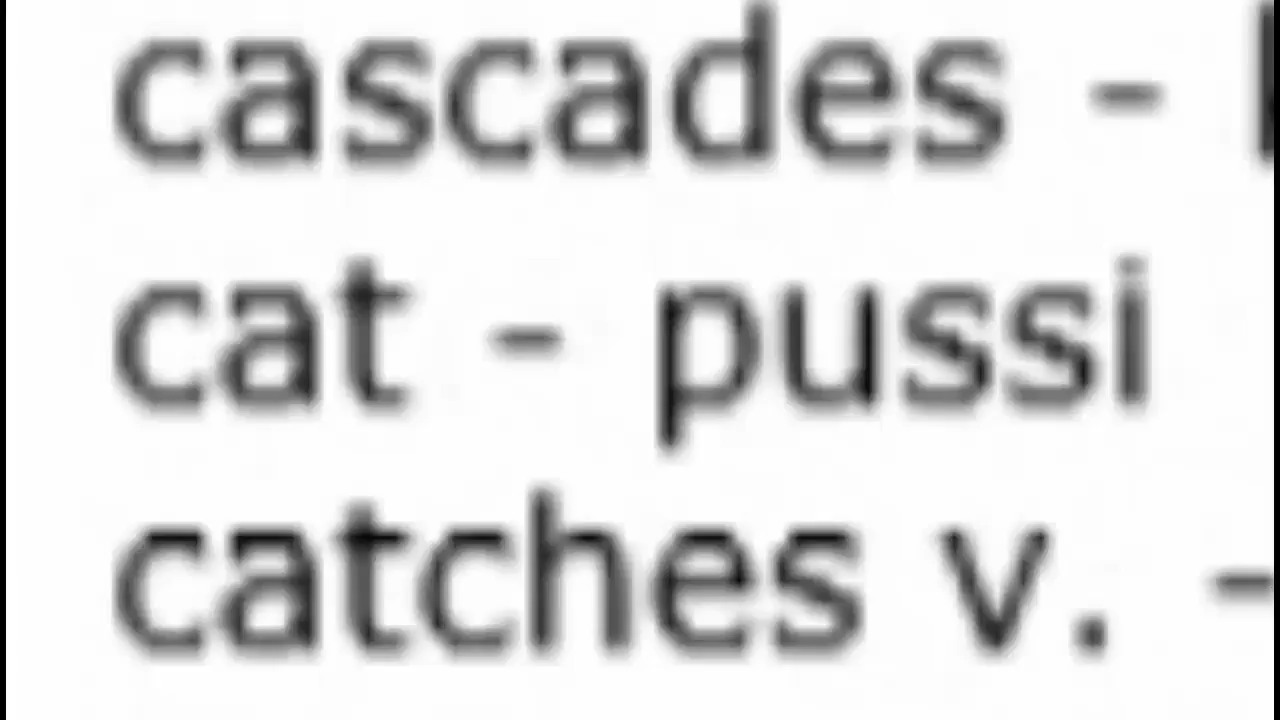 cascades -
cat - pussi
catches v. -